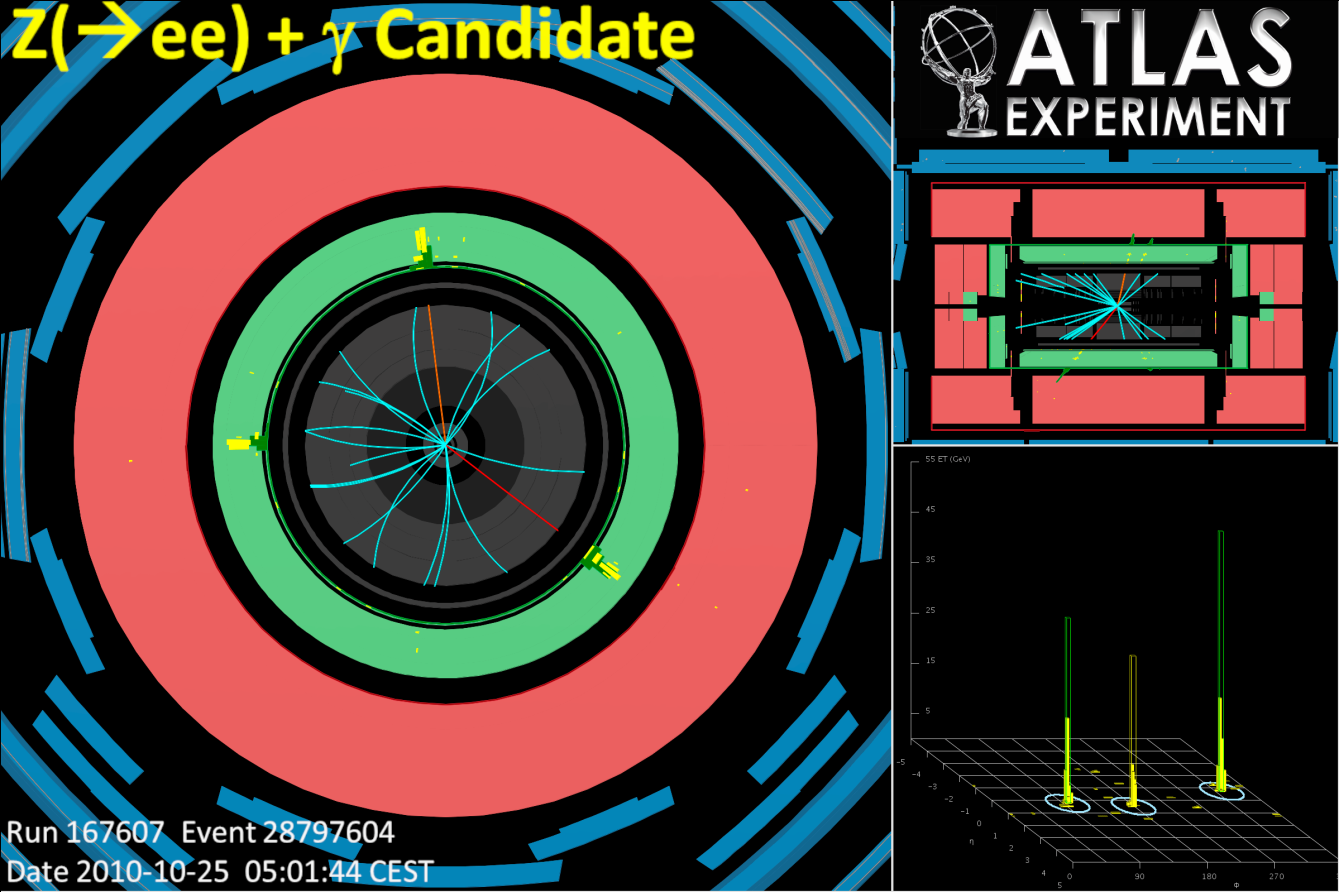 Z(→ee) + γ Candidate
ATLAS
EXPERIMENT
55 ET (GeV)
45
35
25
15
5
-5
-4
-3
-2
-1
0
1
2
3
4
5
η
0
90
180
270
Φ
Run 167607 Event 28797604
Date 2010-10-25 05:01:44 CEST